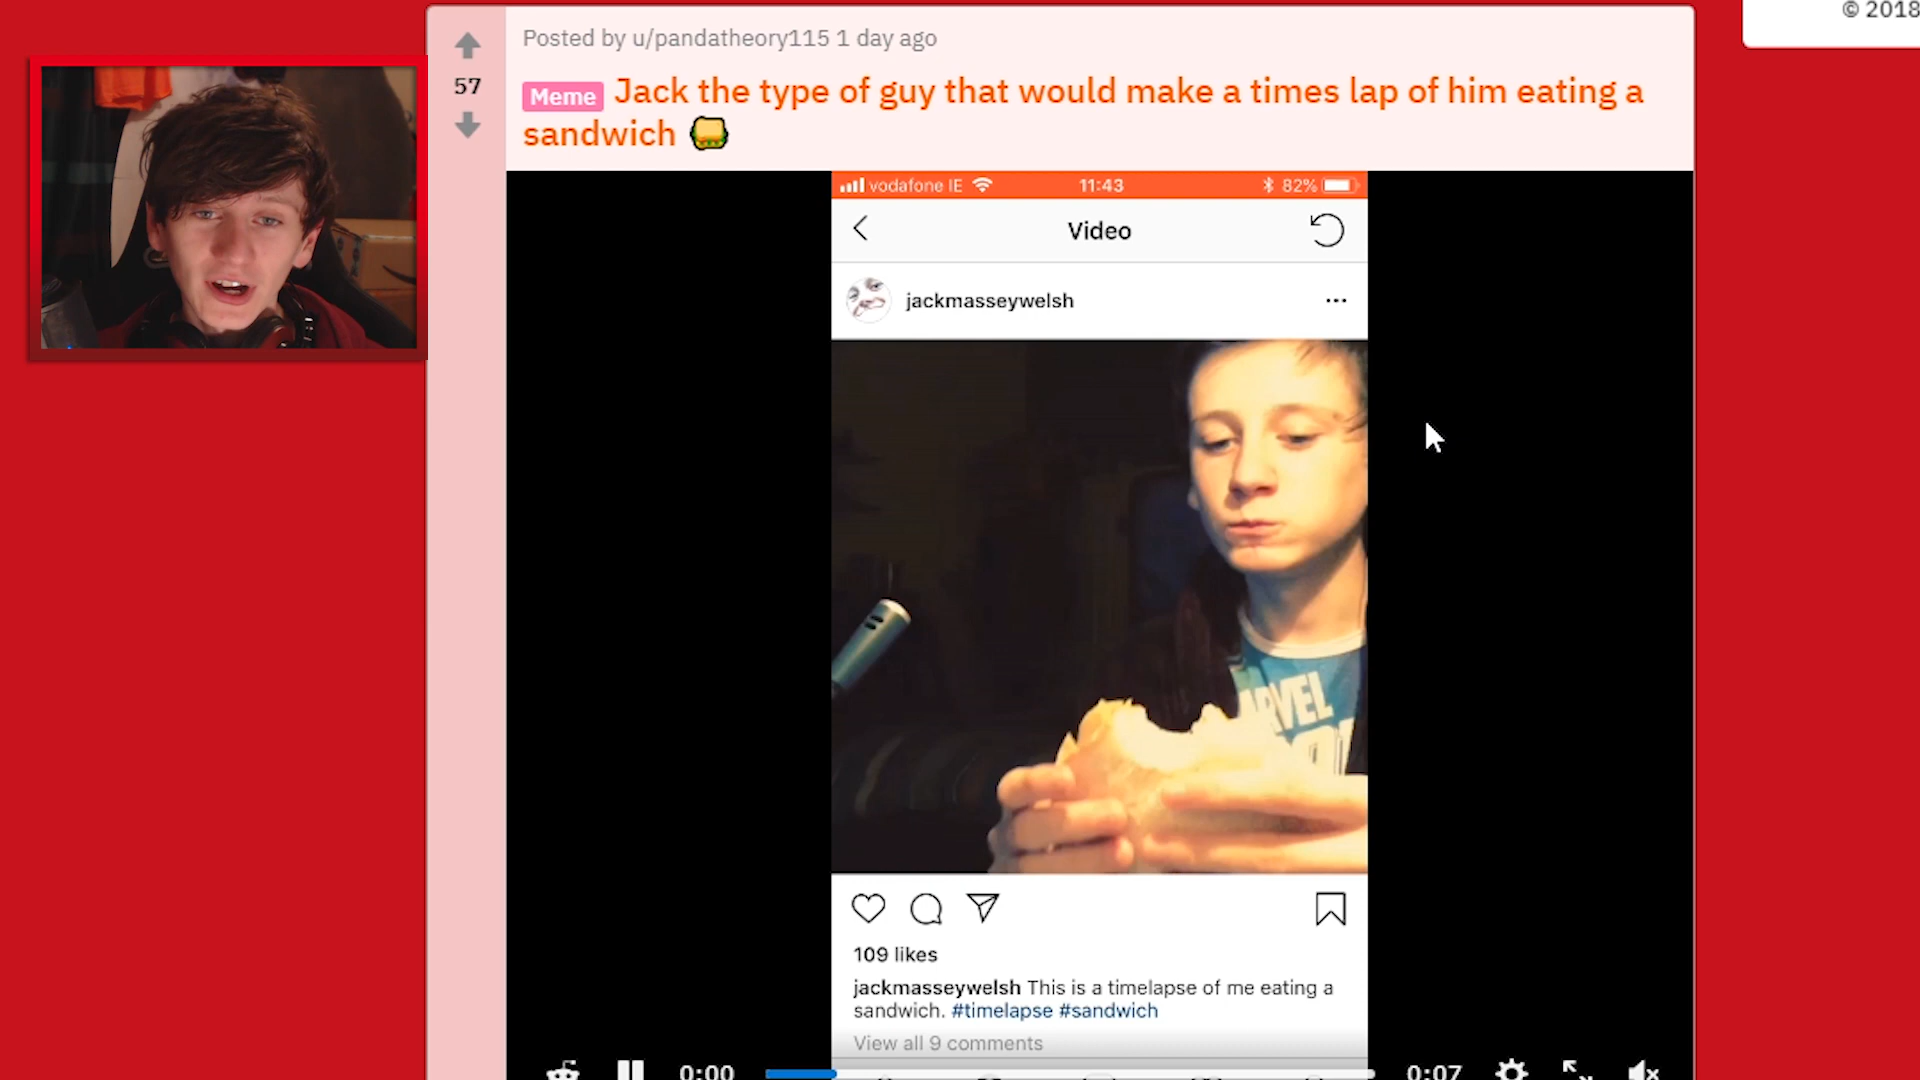 © 2018
Posted by u/pandatheory115 1 day ago
57
Meme Jack the type of guy that would make a times lap of him eating a
sandwich
vodafone IE 11:43 82%
Video
jackmasseywelsh
ARVEL
109 likes
jackmasseywelsh This is a timelapse of me eating a
sandwich. #timelapse #sandwich
View all 9 comments
0:00 0:07